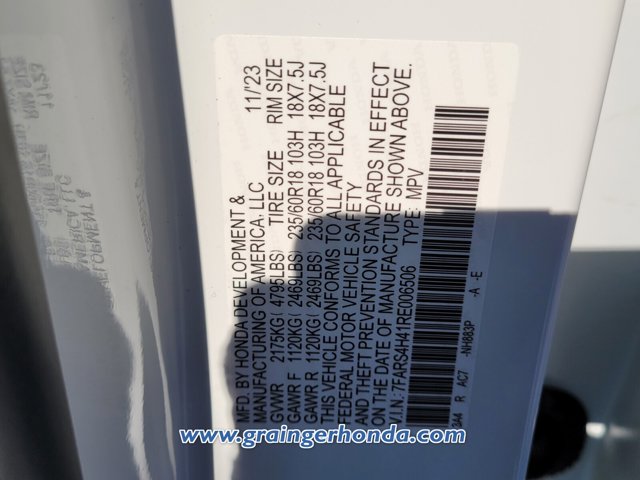 MFD. BY HONDA DEVELOPMENT &
MANUFACTURING OF AMERICA, LLC 11/'23
GVWR 2175KG ( 4795LBS) TIRE SIZE RIM SIZE
GAWR F 1120KG ( 2469LBS) 235/60R18 103H 18X7.5J
GAWR R 1120KG ( 2469LBS) 235/60R18 103H 18X7.5J
THIS VEHICLE CONFORMS TO ALL APPLICABLE
FEDERAL MOTOR VEHICLE SAFETY
AND THEFT PREVENTION STANDARDS IN EFFECT
ON THE DATE OF MANUFACTURE SHOWN ABOVE.
V.I.N.: 7FARS4H41RE006506 TYPE: MPV
3A44 R AC7 -NH883P -A -E
www.graingerhonda.com